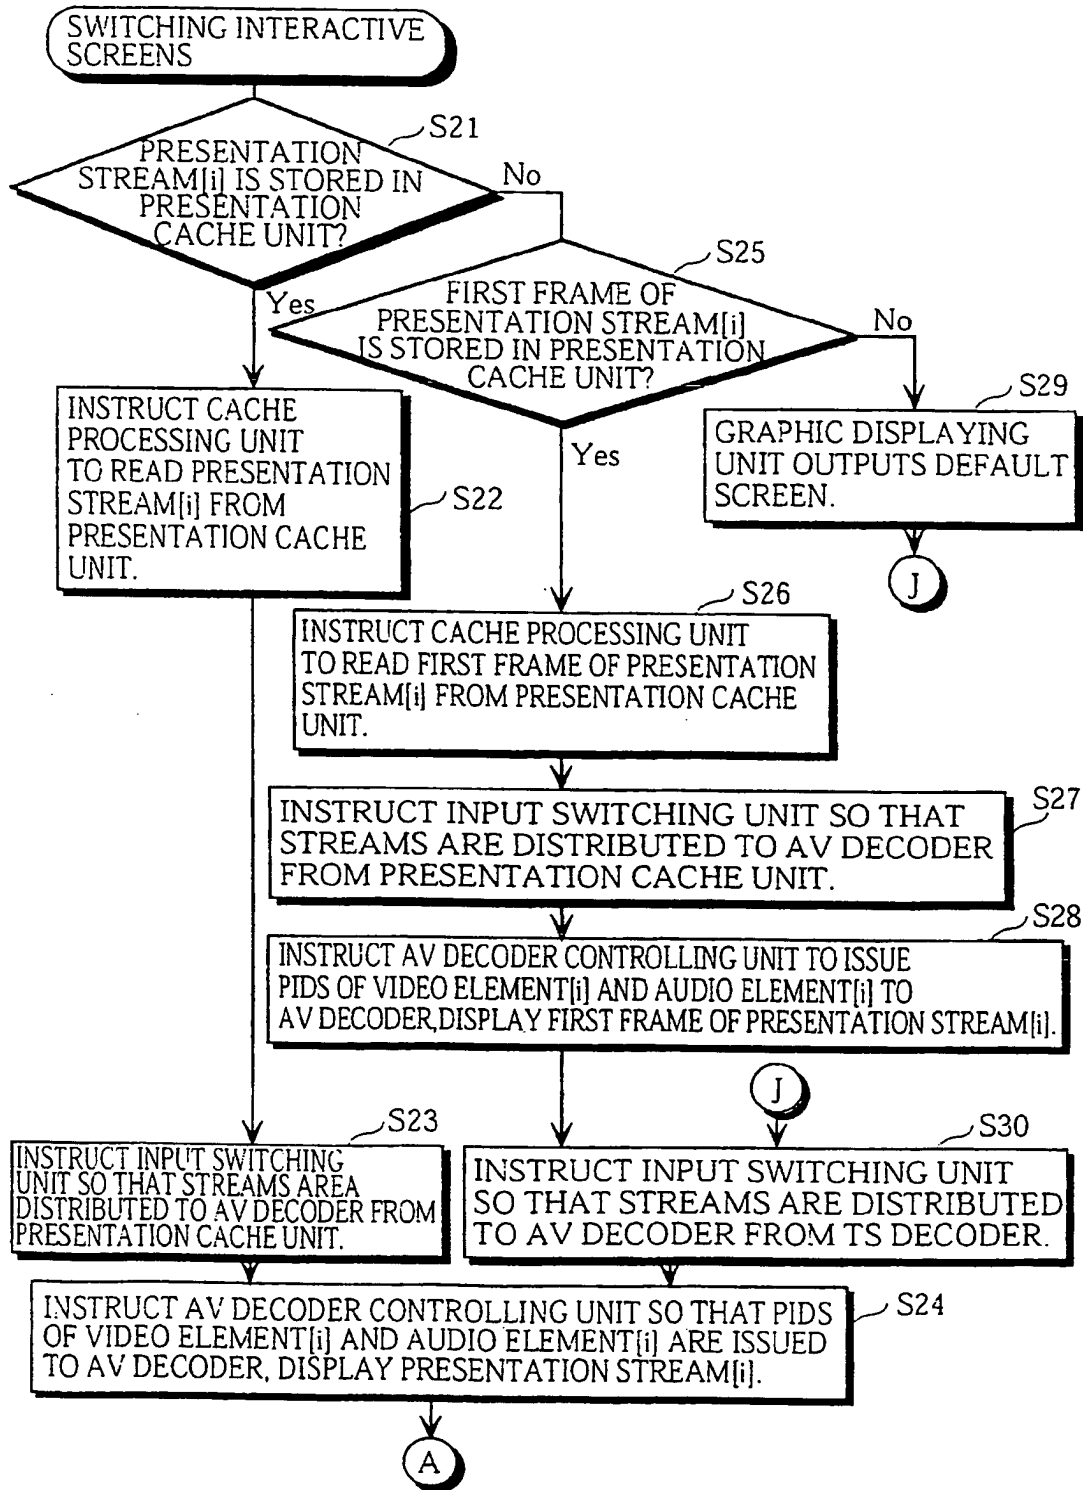 SWITCHING INTERACTIVE
SCREENS
S21
PRESENTATION
STREAM[i] IS STORED IN
PRESENTATION
CACHE UNIT?
No
Yes
S25
FIRST FRAME OF
PRESENTATION STREAM[i]
IS STORED IN PRESENTATION
CACHE UNIT?
No
Yes
S29
GRAPHIC DISPLAYING
UNIT OUTPUTS DEFAULT
SCREEN.
J
INSTRUCT CACHE
PROCESSING UNIT
TO READ PRESENTATION
STREAM[i] FROM
PRESENTATION CACHE
UNIT.
S22
S26
INSTRUCT CACHE PROCESSING UNIT
TO READ FIRST FRAME OF PRESENTATION
STREAM[i] FROM PRESENTATION CACHE
UNIT.
S27
INSTRUCT INPUT SWITCHING UNIT SO THAT
STREAMS ARE DISTRIBUTED TO AV DECODER
FROM PRESENTATION CACHE UNIT.
S28
INSTRUCT AV DECODER CONTROLLING UNIT TO ISSUE
PIDS OF VIDEO ELEMENT[i] AND AUDIO ELEMENT[i] TO
AV DECODER,DISPLAY FIRST FRAME OF PRESENTATION STREAM[i].
J
S23
INSTRUCT INPUT SWITCHING
UNIT SO THAT STREAMS AREA
DISTRIBUTED TO AV DECODER FROM
PRESENTATION CACHE UNIT.
S30
INSTRUCT INPUT SWITCHING UNIT
SO THAT STREAMS ARE DISTRIBUTED
TO AV DECODER FROM TS DECODER.
S24
INSTRUCT AV DECODER CONTROLLING UNIT SO THAT PIDS
OF VIDEO ELEMENT[i] AND AUDIO ELEMENT[i] ARE ISSUED
TO AV DECODER, DISPLAY PRESENTATION STREAM[i].
A